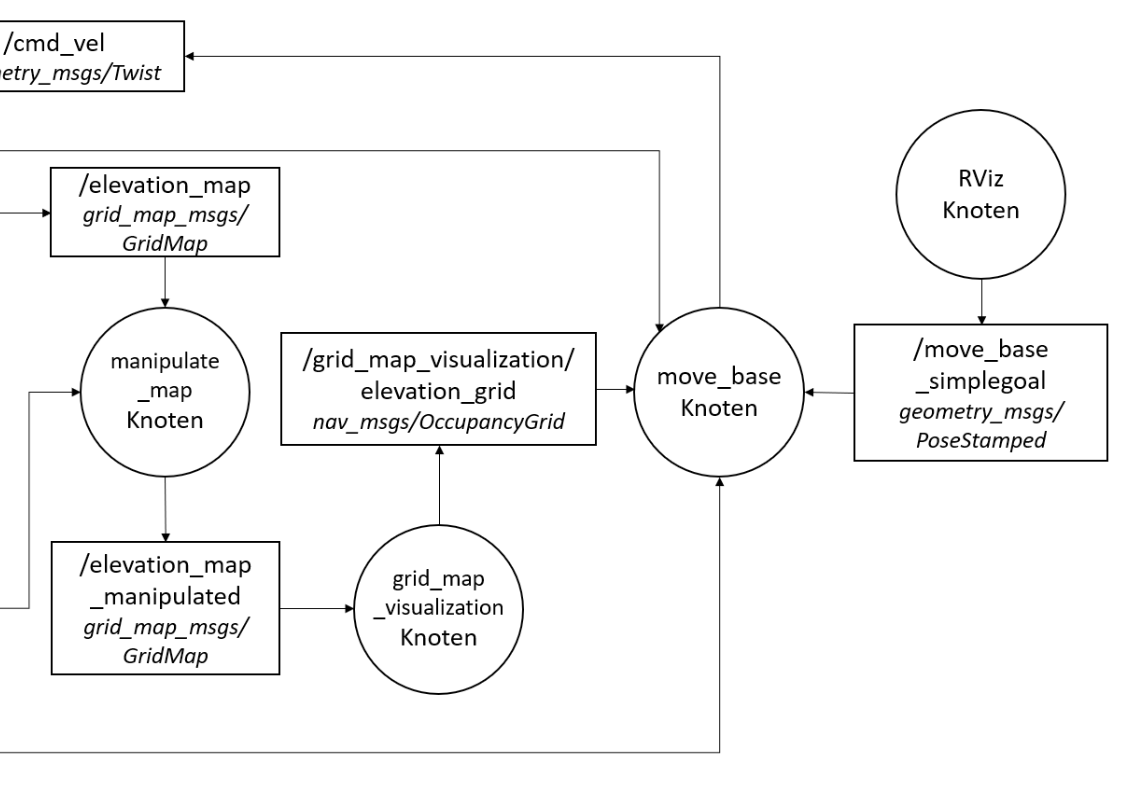 /cmd_vel
etry_msgs/Twist
/elevation_map
grid_map_msgs/
GridMap
RViz
Knoten
manipulate
_map
Knoten
/grid_map_visualization/
elevation_grid
nav_msgs/OccupancyGrid
move_base
Knoten
/move_base
_simplegoal
geometry_msgs/
PoseStamped
/elevation_map
_manipulated
grid_map_msgs/
GridMap
grid_map
_visualization
Knoten